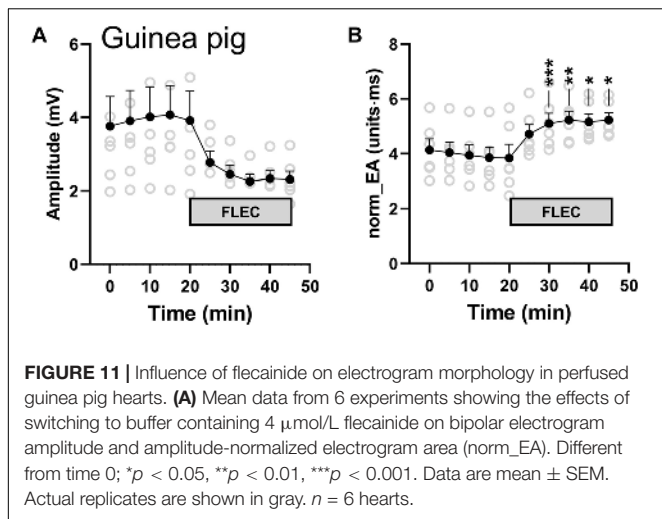 A
Guinea pig
Amplitude (mV)
6
4
2
0
FLEC
0 10 20 30 40 50
Time (min)
B
norm_EA (units·ms)
8
6
4
2
0
*** ** * *
FLEC
0 10 20 30 40 50
Time (min)
FIGURE 11 | Influence of flecainide on electrogram morphology in perfused
guinea pig hearts. (A) Mean data from 6 experiments showing the effects of
switching to buffer containing 4 μmol/L flecainide on bipolar electrogram
amplitude and amplitude-normalized electrogram area (norm_EA). Different
from time 0; *p < 0.05, **p < 0.01, ***p < 0.001. Data are mean ± SEM.
Actual replicates are shown in gray. n = 6 hearts.